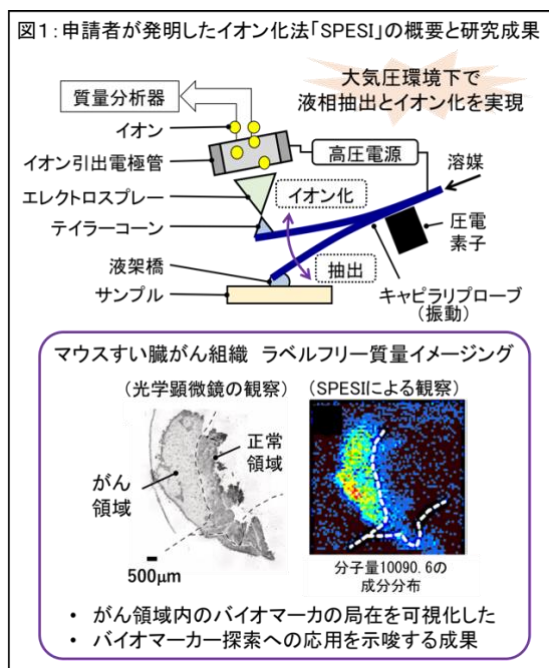 図1:申請者が発明したイオン化法「SPESI」の概要と研究成果
大気圧環境下で
液相抽出とイオン化を実現
質量分析器
イオン
イオン引出電極管
高圧電源
溶媒
エレクトロスプレー
イオン化
テイラーコーン
圧電
素子
液架橋
抽出
サンプル
キャピラリプローブ
(振動)
マウスすい臓がん組織 ラベルフリー質量イメージング
(光学顕微鏡の観察)
(SPESIによる観察)
正常
領域
がん
領域
500μm
分子量10090.6の
成分分布
• がん領域内のバイオマーカの局在を可視化した
• バイオマーカー探索への応用を示唆する成果